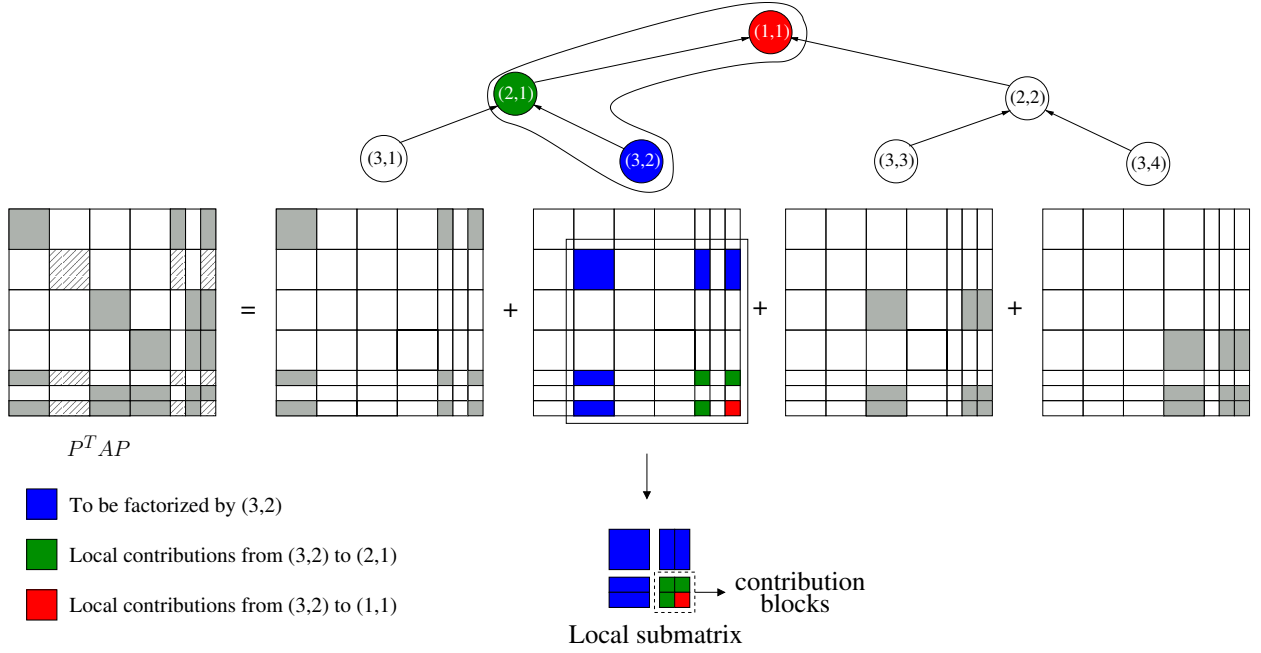 (1,1)
(2,1)
(2,2)
(3,1)
(3,2)
(3,3)
(3,4)
= + + +
P^T AP
To be factorized by (3,2)
Local contributions from (3,2) to (2,1)
Local contributions from (3,2) to (1,1)
contribution
blocks
Local submatrix